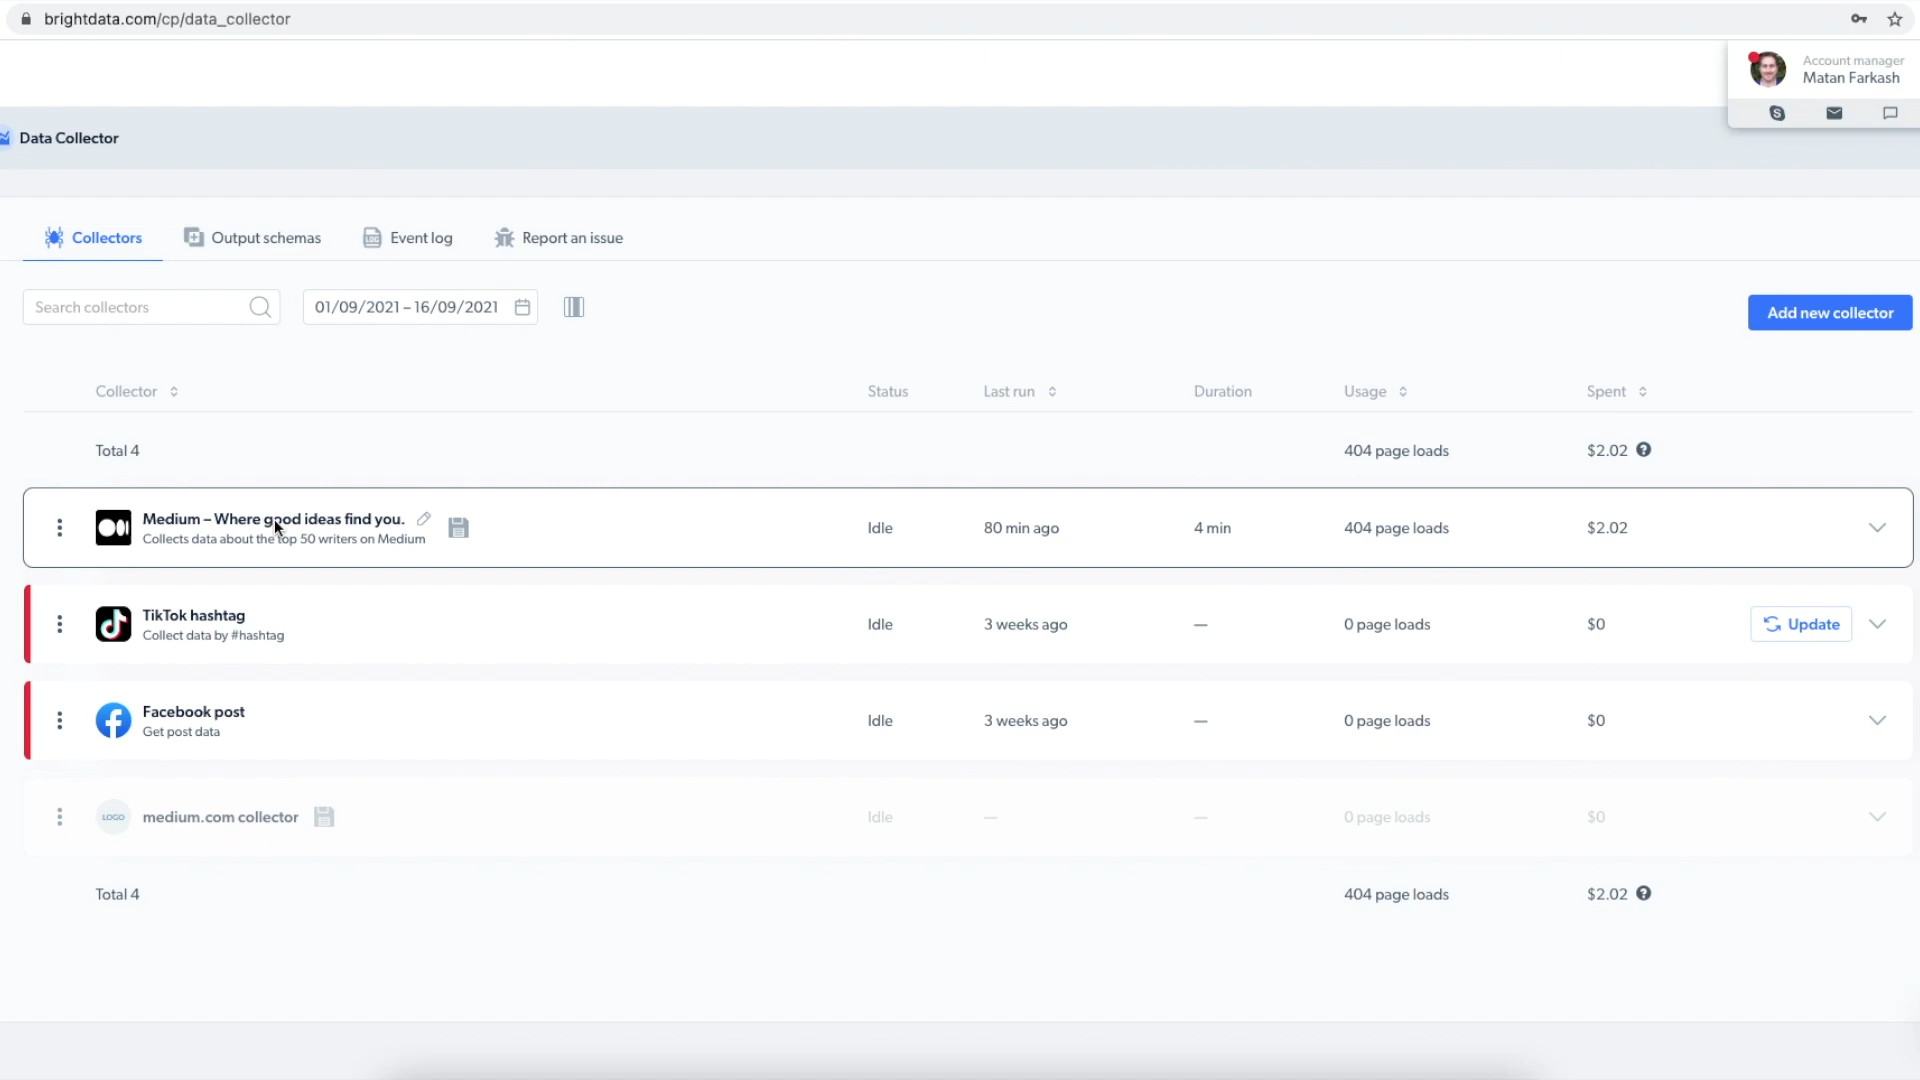 brightdata.com/cp/data_collector
Account manager
Matan Farkash
Data Collector
Collectors Output schemas LOG Event log Report an issue
Search collectors 01/09/2021 – 16/09/2021 Add new collector
Collector Status Last run Duration Usage Spent
Total 4 404 page loads $2.02 ?
Medium – Where good ideas find you.
Collects data about the top 50 writers on Medium
Idle 80 min ago 4 min 404 page loads $2.02
TikTok hashtag
Collect data by #hashtag
Idle 3 weeks ago — 0 page loads $0 Update
Facebook post
Get post data
Idle 3 weeks ago — 0 page loads $0
LOGO medium.com collector Idle — — 0 page loads $0
Total 4 404 page loads $2.02 ?